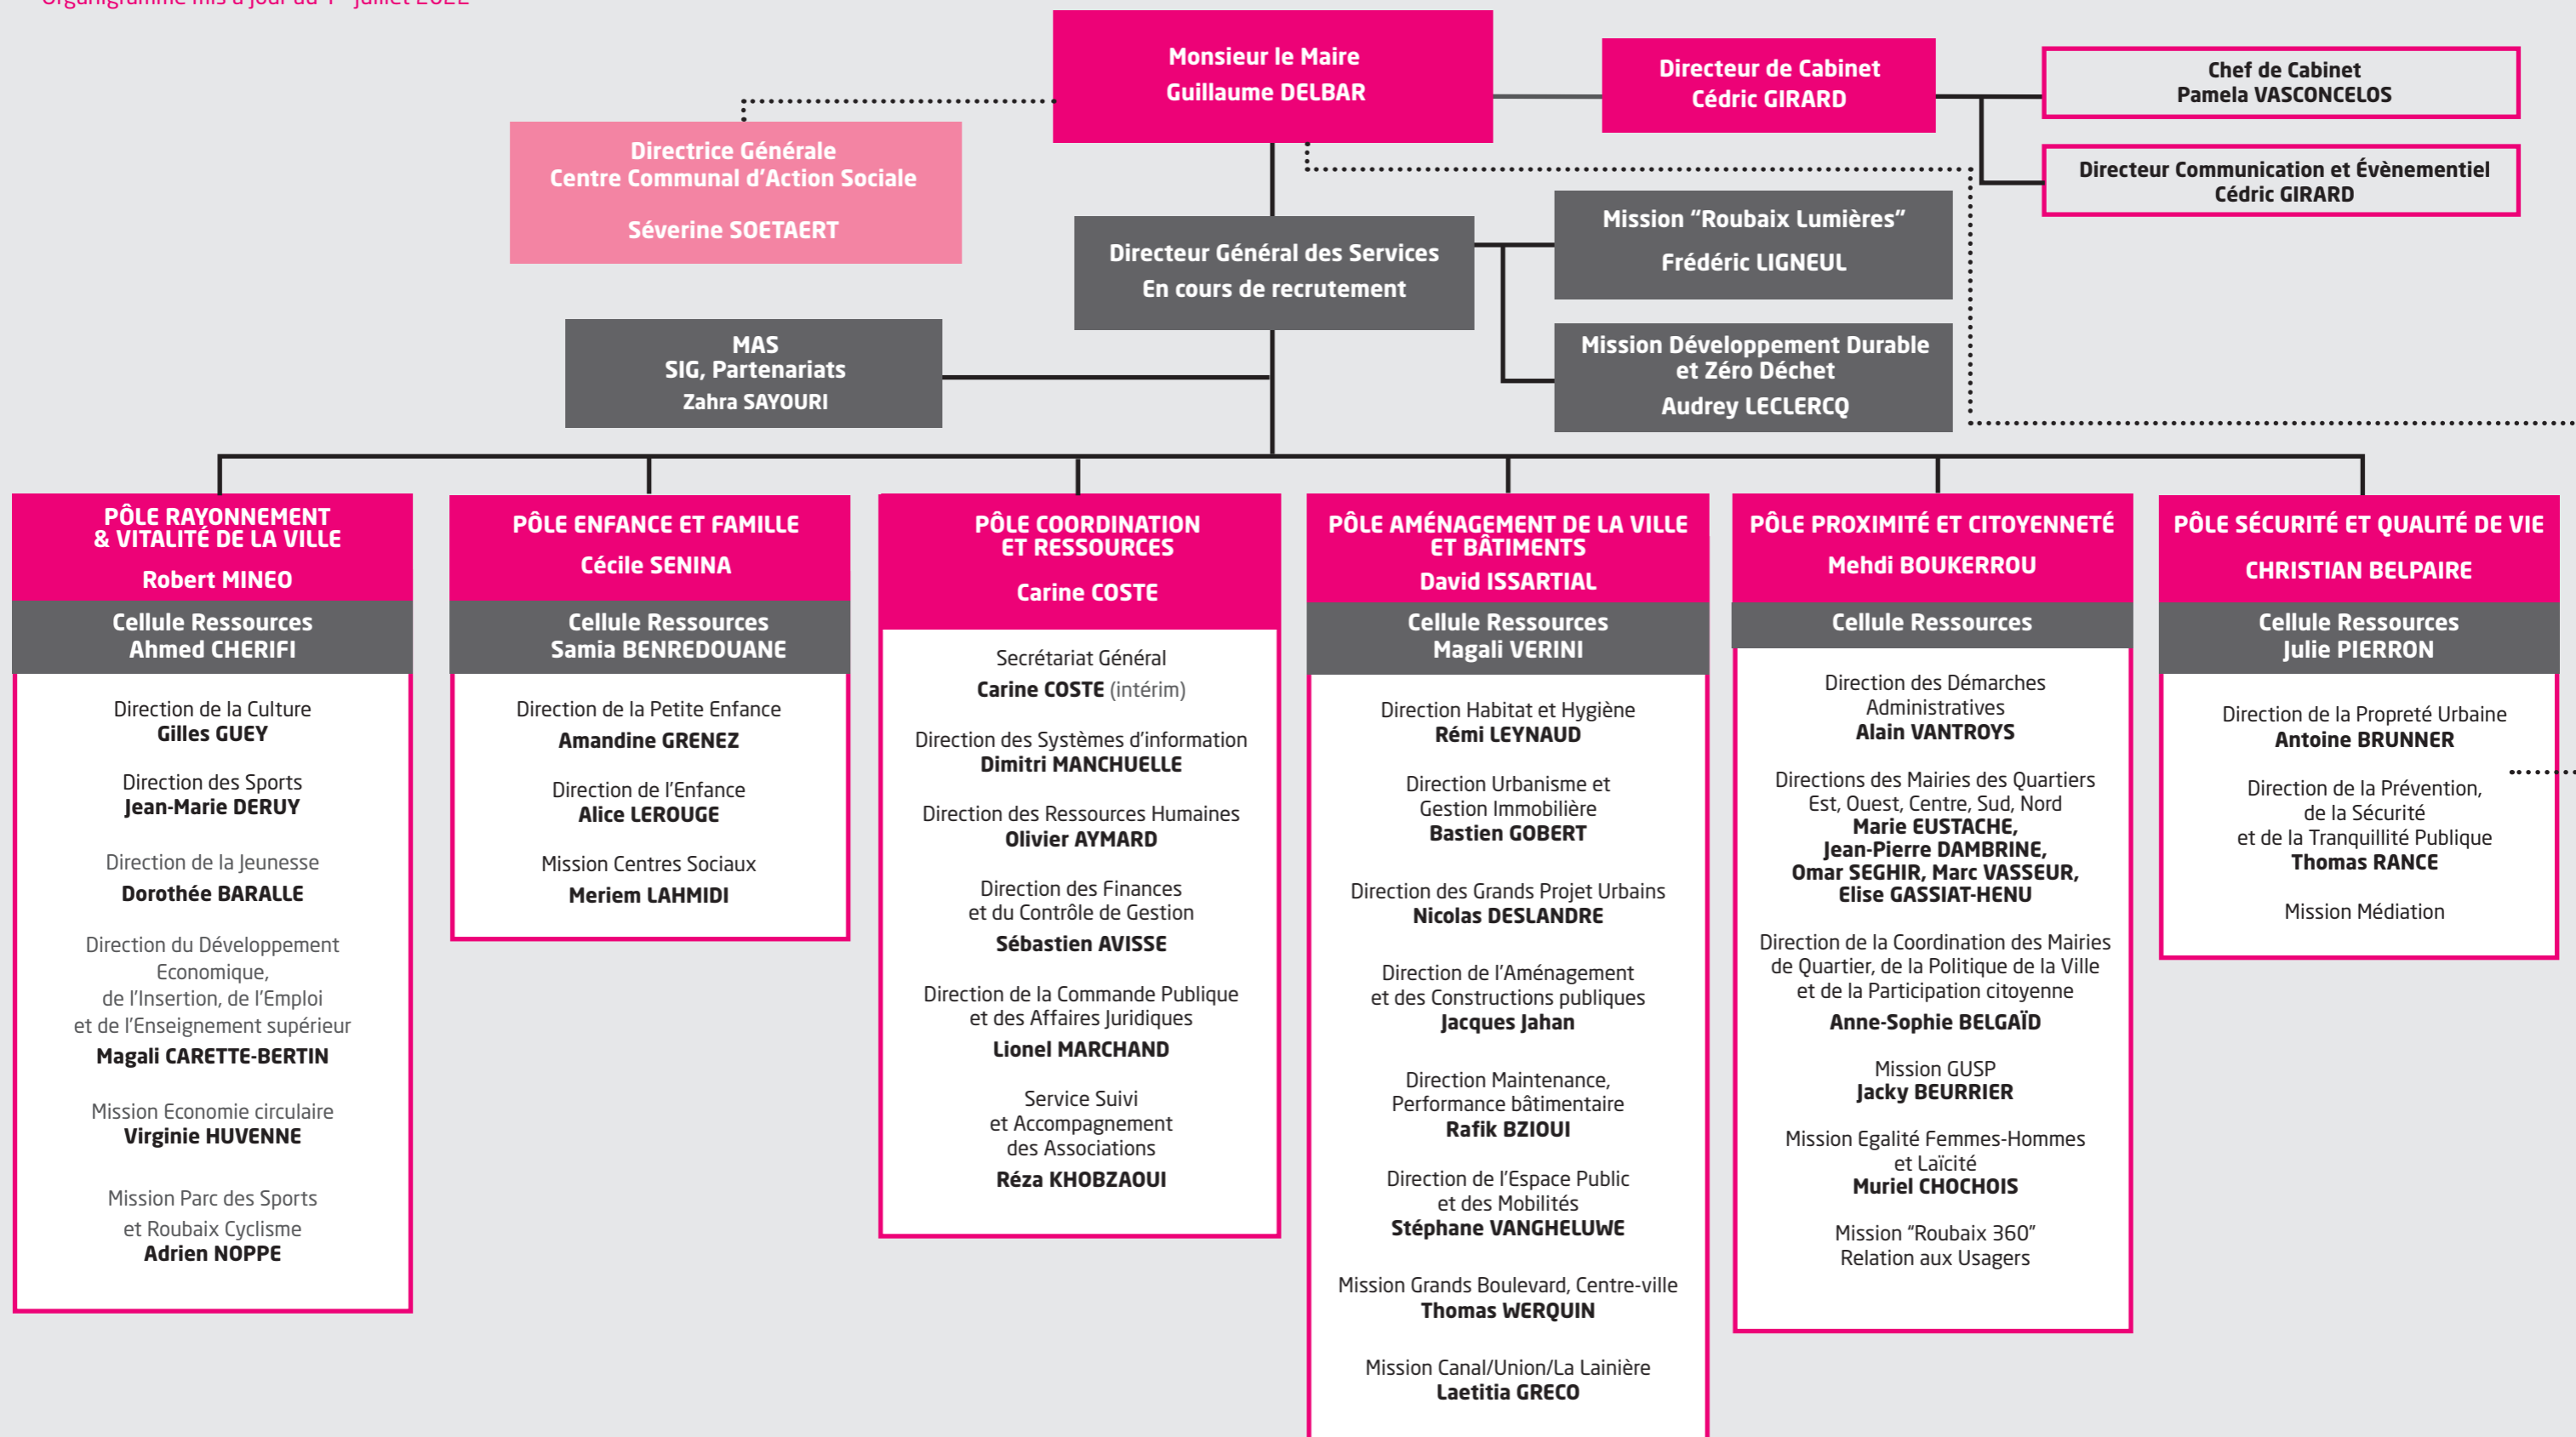 Organigramme mis à jour au 1er juillet 2022
Monsieur le Maire
Guillaume DELBAR
Directeur de Cabinet
Cédric GIRARD
Chef de Cabinet
Pamela VASCONCELOS
Directeur Communication et Évènementiel
Cédric GIRARD
Directrice Générale
Centre Communal d'Action Sociale
Séverine SOETAERT
Directeur Général des Services
En cours de recrutement
Mission “Roubaix Lumières”
Frédéric LIGNEUL
Mission Développement Durable
et Zéro Déchet
Audrey LECLERCQ
MAS
SIG, Partenariats
Zahra SAYOURI
PÔLE RAYONNEMENT
& VITALITÉ DE LA VILLE
Robert MINEO
Cellule Ressources
Ahmed CHERIFI
Direction de la Culture
Gilles GUEY
Direction des Sports
Jean-Marie DERUY
Direction de la Jeunesse
Dorothée BARALLE
Direction du Développement
Economique,
de l'Insertion, de l'Emploi
et de l'Enseignement supérieur
Magali CARETTE-BERTIN
Mission Economie circulaire
Virginie HUVENNE
Mission Parc des Sports
et Roubaix Cyclisme
Adrien NOPPE
PÔLE ENFANCE ET FAMILLE
Cécile SENINA
Cellule Ressources
Samia BENREDOUANE
Direction de la Petite Enfance
Amandine GRENEZ
Direction de l'Enfance
Alice LEROUGE
Mission Centres Sociaux
Meriem LAHMIDI
PÔLE COORDINATION
ET RESSOURCES
Carine COSTE
Secrétariat Général
Carine COSTE (intérim)
Direction des Systèmes d'information
Dimitri MANCHUELLE
Direction des Ressources Humaines
Olivier AYMARD
Direction des Finances
et du Contrôle de Gestion
Sébastien AVISSE
Direction de la Commande Publique
et des Affaires Juridiques
Lionel MARCHAND
Service Suivi
et Accompagnement
des Associations
Réza KHOBZAOUI
PÔLE AMÉNAGEMENT DE LA VILLE
ET BÂTIMENTS
David ISSARTIAL
Cellule Ressources
Magali VERINI
Direction Habitat et Hygiène
Rémi LEYNAUD
Direction Urbanisme et
Gestion Immobilière
Bastien GOBERT
Direction des Grands Projet Urbains
Nicolas DESLANDRE
Direction de l'Aménagement
et des Constructions publiques
Jacques Jahan
Direction Maintenance,
Performance bâtimentaire
Rafik BZIOUI
Direction de l'Espace Public
et des Mobilités
Stéphane VANGHELUWE
Mission Grands Boulevard, Centre-ville
Thomas WERQUIN
Mission Canal/Union/La Lainière
Laetitia GRECO
PÔLE PROXIMITÉ ET CITOYENNETÉ
Mehdi BOUKERROU
Cellule Ressources
Direction des Démarches
Administratives
Alain VANTROYS
Directions des Mairies des Quartiers
Est, Ouest, Centre, Sud, Nord
Marie EUSTACHE,
Jean-Pierre DAMBRINE,
Omar SEGHIR, Marc VASSEUR,
Elise GASSIAT-HENU
Direction de la Coordination des Mairies
de Quartier, de la Politique de la Ville
et de la Participation citoyenne
Anne-Sophie BELGAÏD
Mission GUSP
Jacky BEURRIER
Mission Egalité Femmes-Hommes
et Laïcité
Muriel CHOCHOIS
Mission “Roubaix 360”
Relation aux Usagers
PÔLE SÉCURITÉ ET QUALITÉ DE VIE
CHRISTIAN BELPAIRE
Cellule Ressources
Julie PIERRON
Direction de la Propreté Urbaine
Antoine BRUNNER
Direction de la Prévention,
de la Sécurité
et de la Tranquillité Publique
Thomas RANCE
Mission Médiation